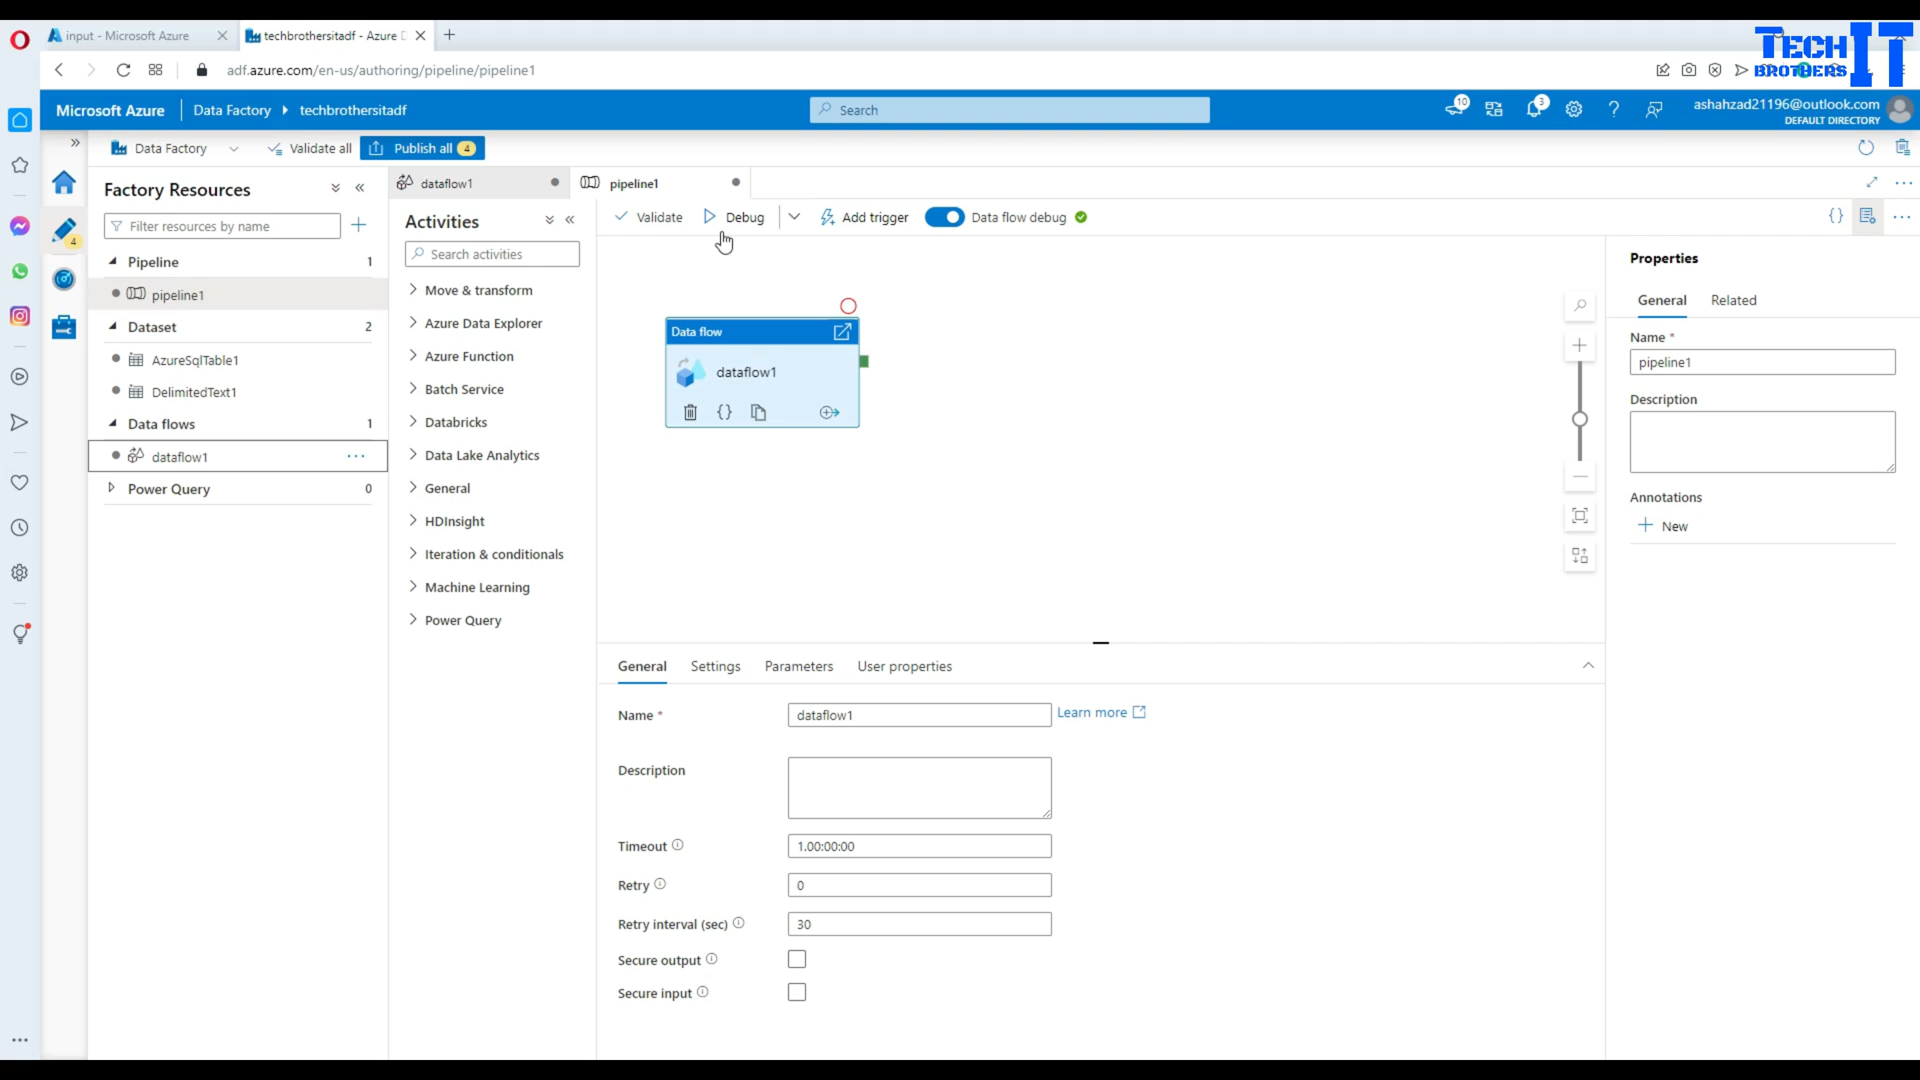 input - Microsoft Azure
techbrothersitadf - Azure D
TECH IT
BROTHERS
adf.azure.com/en-us/authoring/pipeline/pipeline1
Microsoft Azure
Data Factory
techbrothersitadf
Search
10
3
ashahzad21196@outlook.com
DEFAULT DIRECTORY
Data Factory
Validate all
Publish all 4
Factory Resources
Filter resources by name
4
Pipeline 1
pipeline1
Dataset 2
AzureSqlTable1
DelimitedText1
Data flows 1
dataflow1
Power Query 0
dataflow1
pipeline1
Activities
Search activities
Move & transform
Azure Data Explorer
Azure Function
Batch Service
Databricks
Data Lake Analytics
General
HDInsight
Iteration & conditionals
Machine Learning
Power Query
Validate
Debug
Add trigger
Data flow debug
Data flow
dataflow1
General Settings Parameters User properties
Name * dataflow1 Learn more
Description
Timeout 1.00:00:00
Retry 0
Retry interval (sec) 30
Secure output
Secure input
Properties
General Related
Name *
pipeline1
Description
Annotations
New